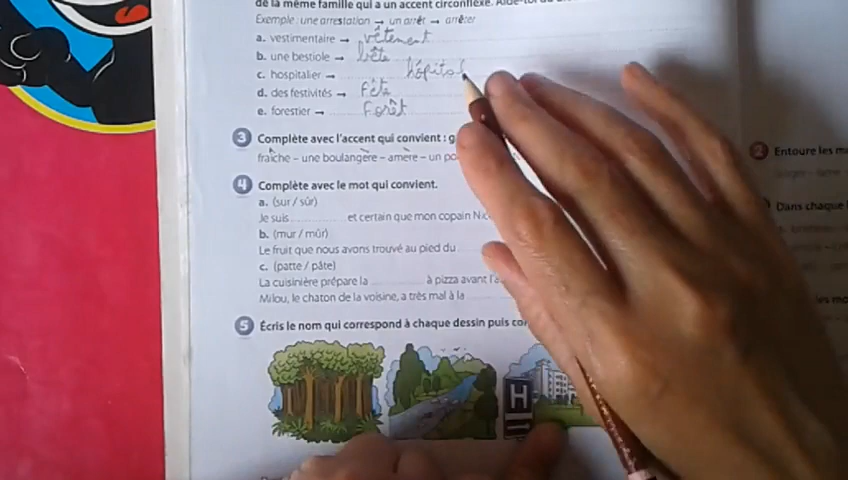 de la même famille qui a un accent circonflexe. Aide-toi du
Exemple : une arrestation → un arrêt → arrêter
a. vestimentaire → vêtement
b. une bestiole → bête
c. hospitalier → hôpital
d. des festivités → Fête
e. forestier → Forêt
3 Complète avec l'accent qui convient :
fraîche – une boulangère – amère – un
2 Entoure les
4 Complète avec le mot qui convient.
a. (sur / sûr)
Dans chaque
Je suis ............ et certain que mon copain
b. (mur / mûr)
Le fruit que nous avons trouvé au pied du
c. (patte / pâte)
La cuisinière prépare la ............ à pizza avant
Milou, le chaton de la voisine, a très mal à la
5 Écris le nom qui correspond à chaque dessin puis
H